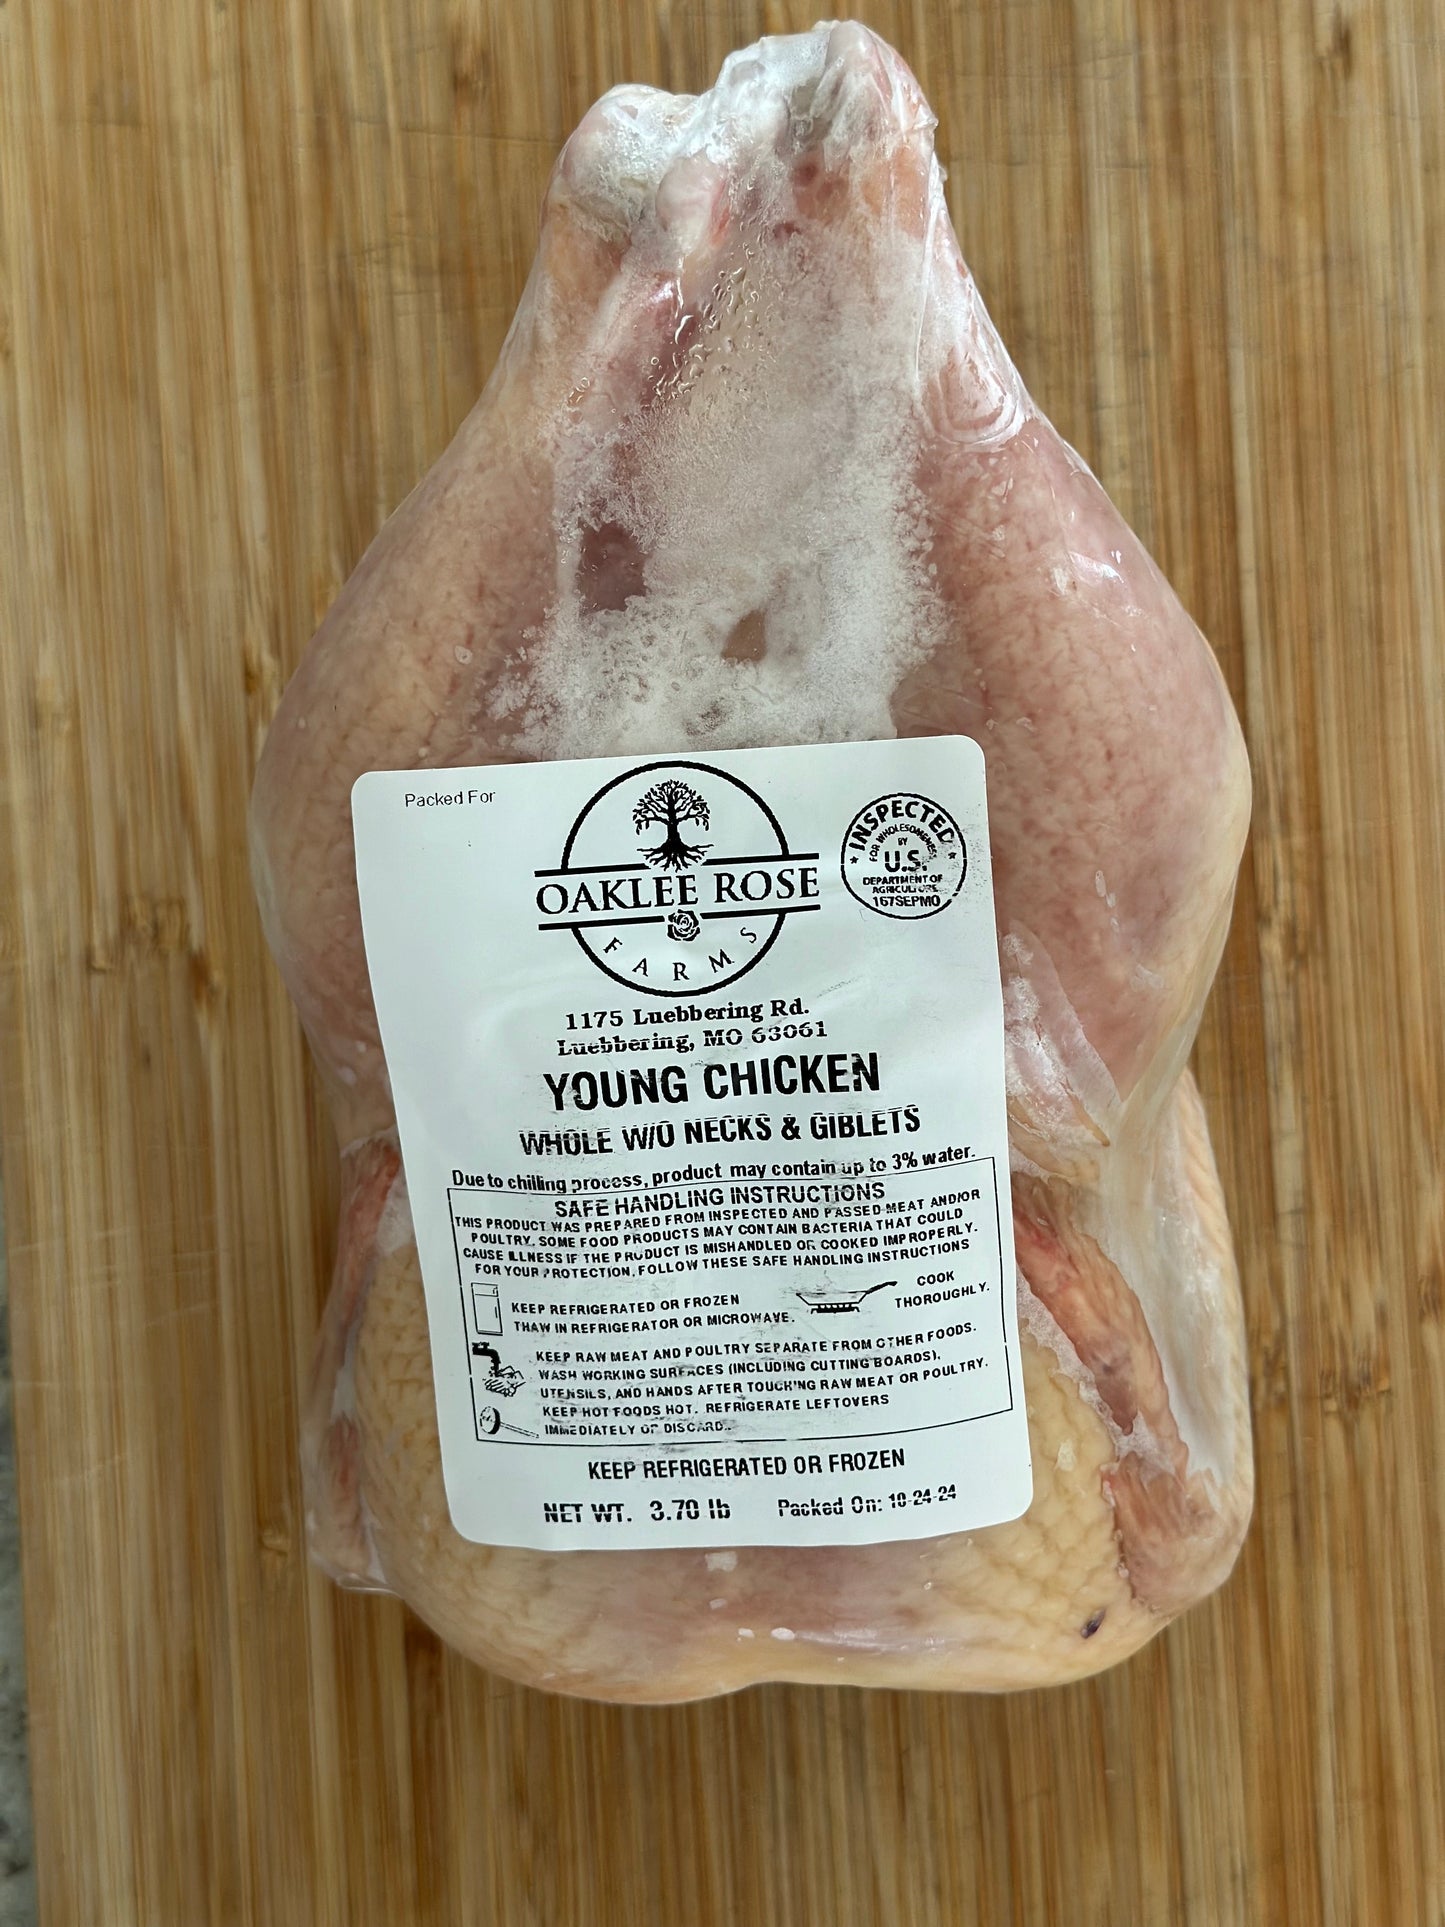 Packed For
OAKLEE ROSE
FARMS
INSPECTED
FOR WHOLESOMENESS
BY
U.S.
DEPARTMENT OF
AGRICULTURE
167SEPMO
1175 Luebbering Rd.
Luebbering, MO 63061
YOUNG CHICKEN
WHOLE W/O NECKS & GIBLETS
Due to chilling process, product may contain up to 3% water.
SAFE HANDLING INSTRUCTIONS
THIS PRODUCT WAS PREPARED FROM INSPECTED AND PASSED MEAT AND/OR
POULTRY. SOME FOOD PRODUCTS MAY CONTAIN BACTERIA THAT COULD
CAUSE ILLNESS IF THE PRODUCT IS MISHANDLED OR COOKED IMPROPERLY.
FOR YOUR PROTECTION, FOLLOW THESE SAFE HANDLING INSTRUCTIONS
KEEP REFRIGERATED OR FROZEN
THAW IN REFRIGERATOR OR MICROWAVE.
COOK
THOROUGHLY.
KEEP RAW MEAT AND POULTRY SEPARATE FROM OTHER FOODS.
WASH WORKING SURFACES (INCLUDING CUTTING BOARDS),
UTENSILS, AND HANDS AFTER TOUCHING RAW MEAT OR POULTRY.
KEEP HOT FOODS HOT. REFRIGERATE LEFTOVERS
IMMEDIATELY OR DISCARD..
KEEP REFRIGERATED OR FROZEN
NET WT. 3.70 lb Packed On: 10-24-24